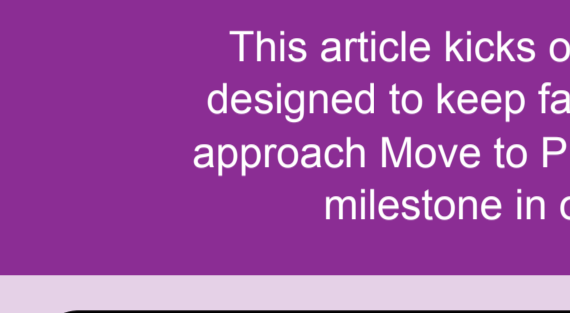 This article kicks
designed to keep
approach Move to
milestone in